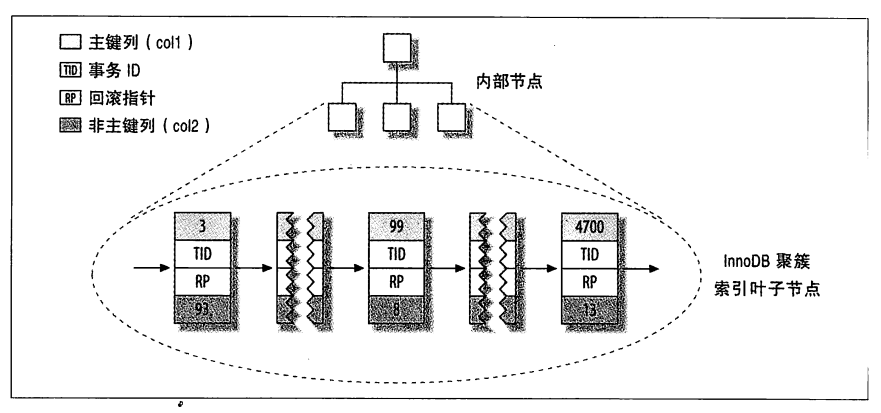 主键列（col1）
TID 事务 ID
RP 回滚指针
非主键列（col2）
内部节点
3 99 4700
TID TID TID
RP RP RP
93 8 13
InnoDB 聚簇
索引叶子节点